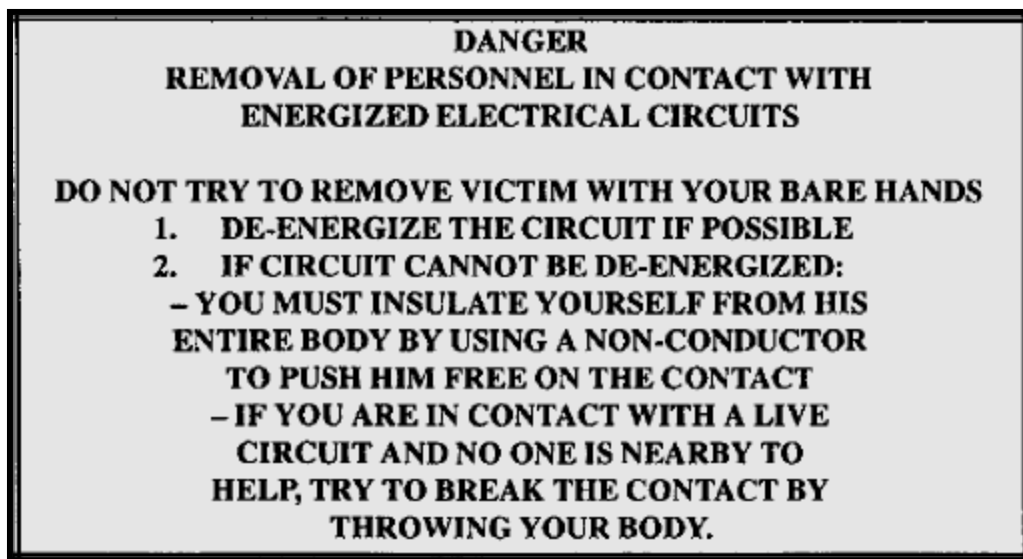 DANGER
REMOVAL OF PERSONNEL IN CONTACT WITH
ENERGIZED ELECTRICAL CIRCUITS
DO NOT TRY TO REMOVE VICTIM WITH YOUR BARE HANDS
1. DE-ENERGIZE THE CIRCUIT IF POSSIBLE
2. IF CIRCUIT CANNOT BE DE-ENERGIZED:
– YOU MUST INSULATE YOURSELF FROM HIS
ENTIRE BODY BY USING A NON-CONDUCTOR
TO PUSH HIM FREE ON THE CONTACT
– IF YOU ARE IN CONTACT WITH A LIVE
CIRCUIT AND NO ONE IS NEARBY TO
HELP, TRY TO BREAK THE CONTACT BY
THROWING YOUR BODY.